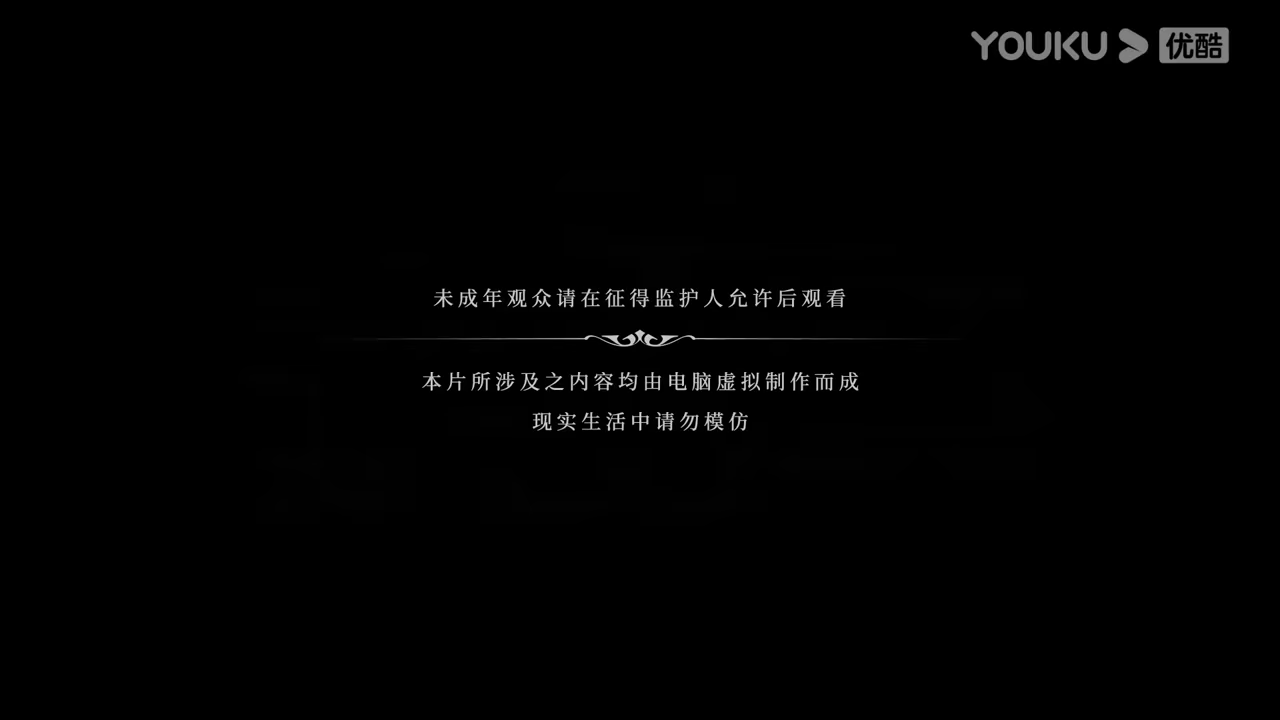 YOUKU 优酷
未成年观众请在征得监护人允许后观看
本片所涉及之内容均由电脑虚拟制作而成
现实生活中请勿模仿